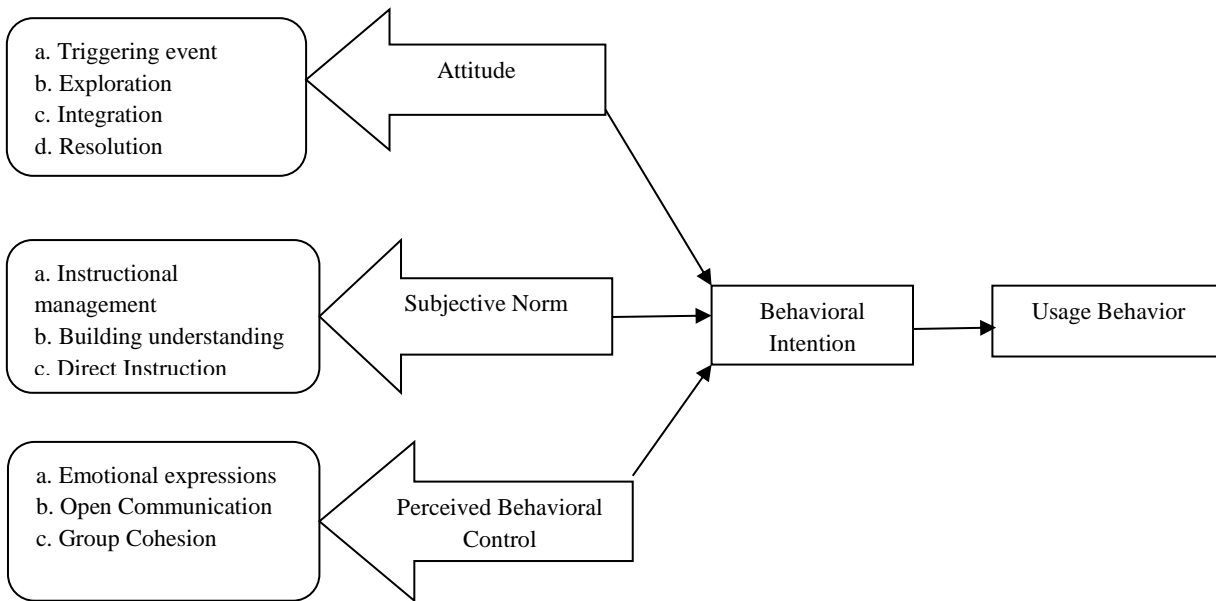 a. Triggering event
b. Exploration
c. Integration
d. Resolution
Attitude
a. Instructional
management
b. Building understanding
c. Direct Instruction
Subjective Norm
Behavioral
Intention
Usage Behavior
a. Emotional expressions
b. Open Communication
c. Group Cohesion
Perceived Behavioral
Control